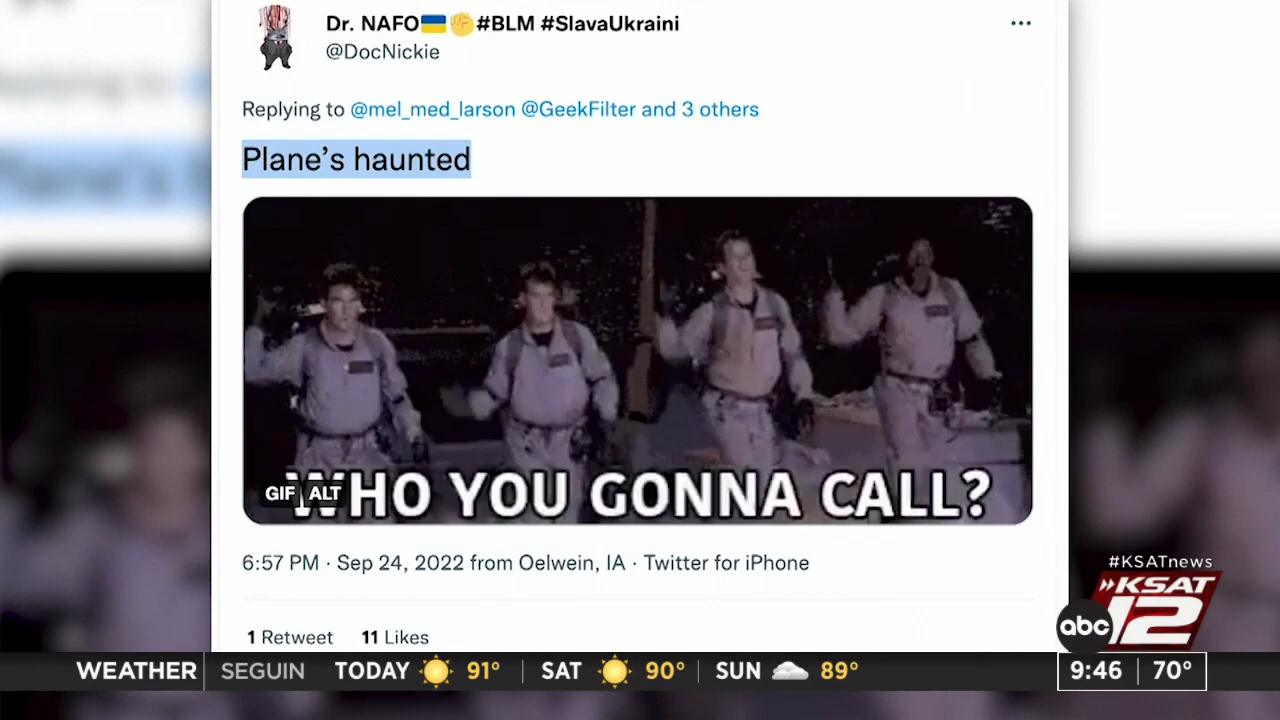 Dr. NAFO🇺🇦✊#BLM #SlavaUkraini
@DocNickie
Replying to @mel_med_larson @GeekFilter and 3 others
Plane’s haunted
WHO YOU GONNA CALL?
GIF ALT
6:57 PM · Sep 24, 2022 from Oelwein, IA · Twitter for iPhone
1 Retweet 11 Likes
#KSATnews
KSAT
abc 12
WEATHER SEGUIN TODAY 91° SAT 90° SUN 89° 9:46 70°